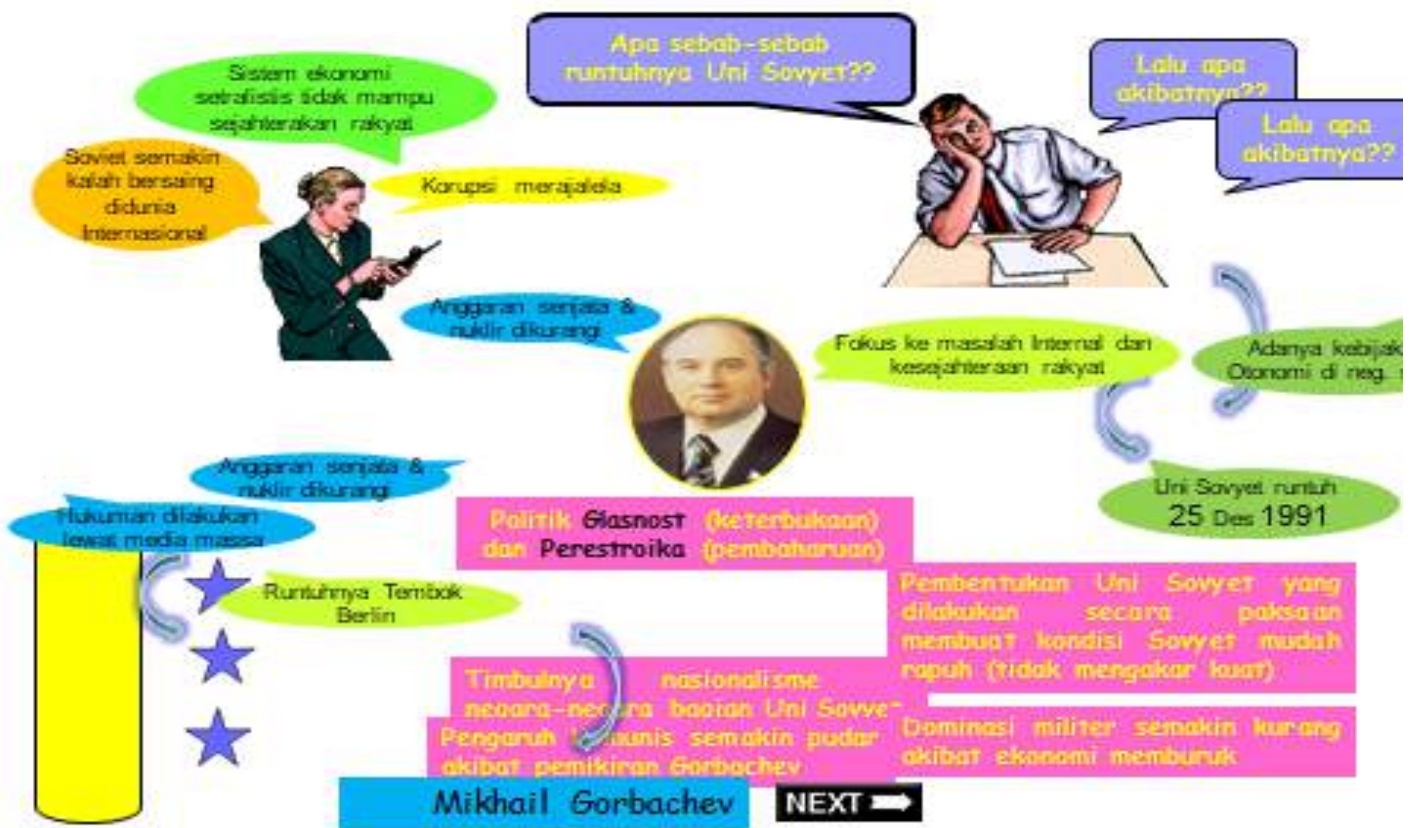 Apa sebab-sebab
runtuhnya Uni Sovyet??
Lalu apa
akibatnya??
Lalu apa
akibatnya??
Sistem ekonomi
setralistis tidak mampu
sejahterakan rakyat
Soviet semakin
kalah bersaing
didunia
Internasional
Korupsi merajalela
Anggaran senjata &
nuklir dikurangi
Fokus ke masalah Internal dan
kesejahteraan rakyat
Adanya
Otonomi di neg.
Anggaran senjata &
nuklir dikurangi
Hukuman dilakukan
lewat media massa
Uni Sovyet runtuh
25 Des 1991
Politik Glasnost (keterbukaan)
dan Perestroika (pembaharuan)
Runtuhnya Tembok
Berlin
Pembentukan Uni Sovyet yang
dilakukan secara paksaan
membuat kondisi Sovyet mudah
rapuh (tidak mengakar kuat)
Timbulnya nasionalisme
negara-negara bagian Uni
Pengaruh semakin pudar
akibat pemikiran Gorbachev
Dominasi militer semakin kurang
akibat ekonomi memburuk
Mikhail Gorbachev
NEXT